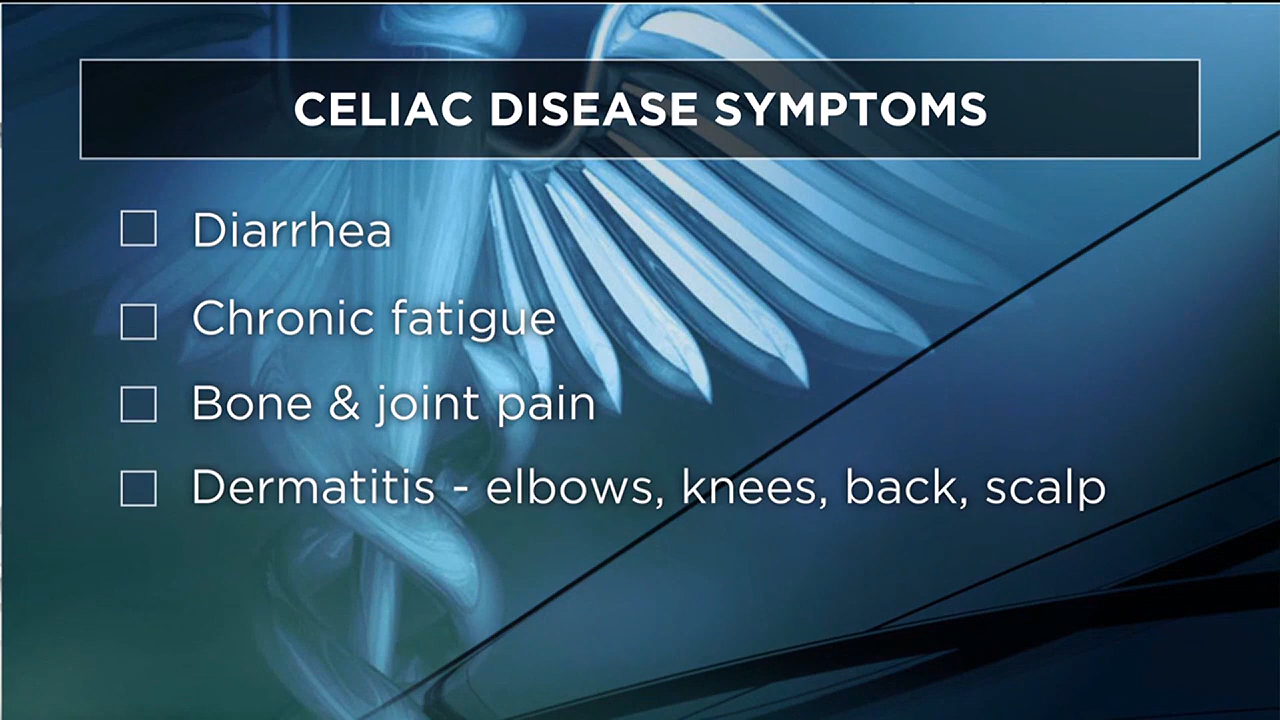 CELIAC DISEASE SYMPTOMS
Diarrhea
Chronic fatigue
Bone & joint pain
Dermatitis - elbows, knees, back, scalp